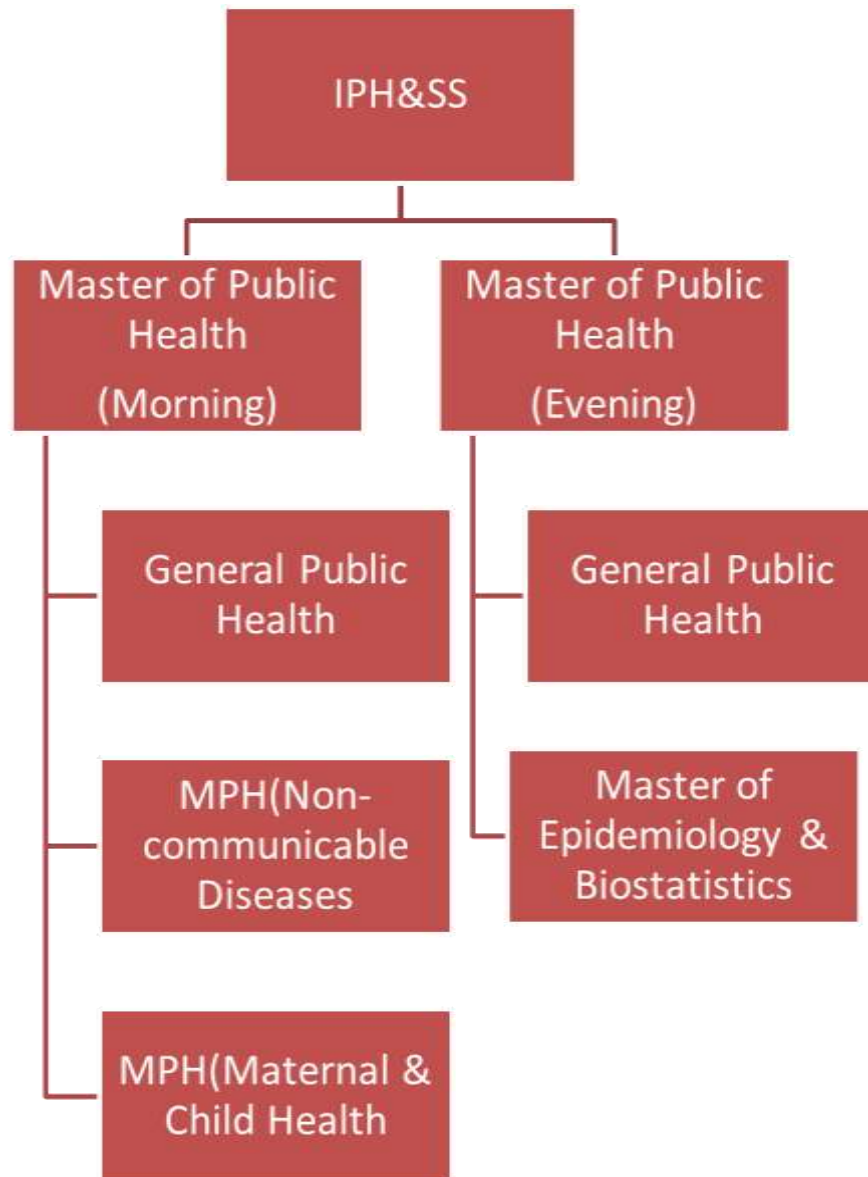 IPH&SS
Master of Public
Health
(Morning)
Master of Public
Health
(Evening)
General Public
Health
General Public
Health
MPH(Non-
communicable
Diseases
Master of
Epidemiology &
Biostatistics
MPH(Maternal &
Child Health